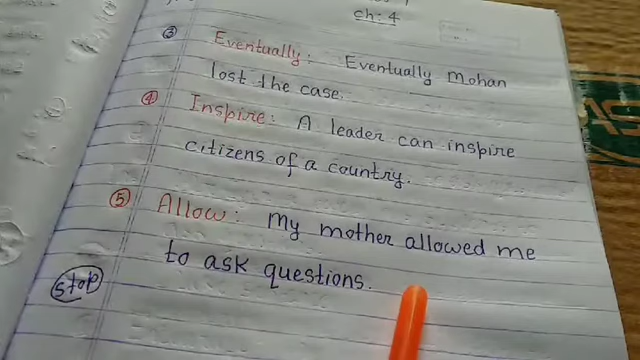 ch: 4
③ Eventually: Eventually Mohan
lost the case.
④ Inspire: A leader can inspire
citizens of a country.
⑤ Allow: My mother allowed me
to ask questions.
stop